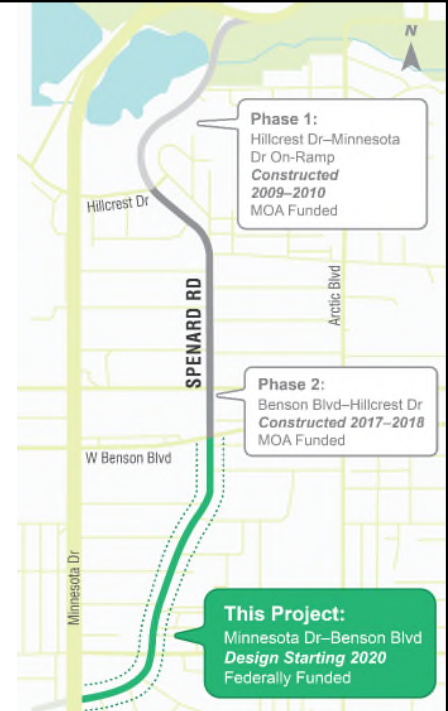 N
Phase 1:
Hillcrest Dr–Minnesota
Dr On-Ramp
Constructed
2009–2010
MOA Funded
Hillcrest Dr
SPENARD RD
Arctic Blvd
Phase 2:
Benson Blvd–Hillcrest Dr
Constructed 2017–2018
MOA Funded
W Benson Blvd
Minnesota Dr
This Project:
Minnesota Dr–Benson Blvd
Design Starting 2020
Federally Funded